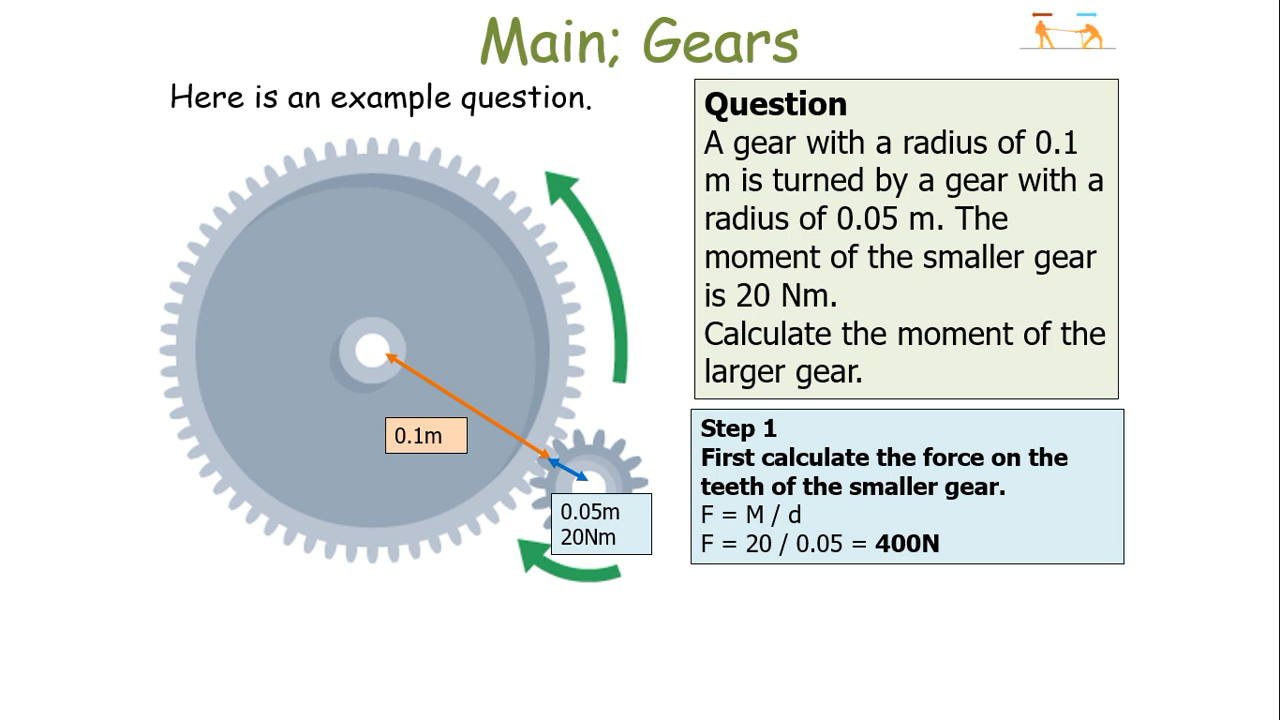 Main; Gears
Here is an example question.
Question
A gear with a radius of 0.1
m is turned by a gear with a
radius of 0.05 m. The
moment of the smaller gear
is 20 Nm.
Calculate the moment of the
larger gear.
0.1m
0.05m
20Nm
Step 1
First calculate the force on the
teeth of the smaller gear.
F = M / d
F = 20 / 0.05 = 400N